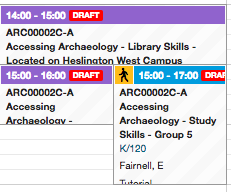 14:00 - 15:00 DRAFT
ARC00002C-A
Accessing Archaeology - Library Skills -
Located on Heslington West Campus
15:00 - 16:00 DRAFT
ARC00002C-A
Accessing
Archaeology -
15:00 - 17:00 DRAF
ARC00002C-A
Accessing
Archaeology - Study
Skills - Group 5
K/120
Fairnell, E
Tutorial